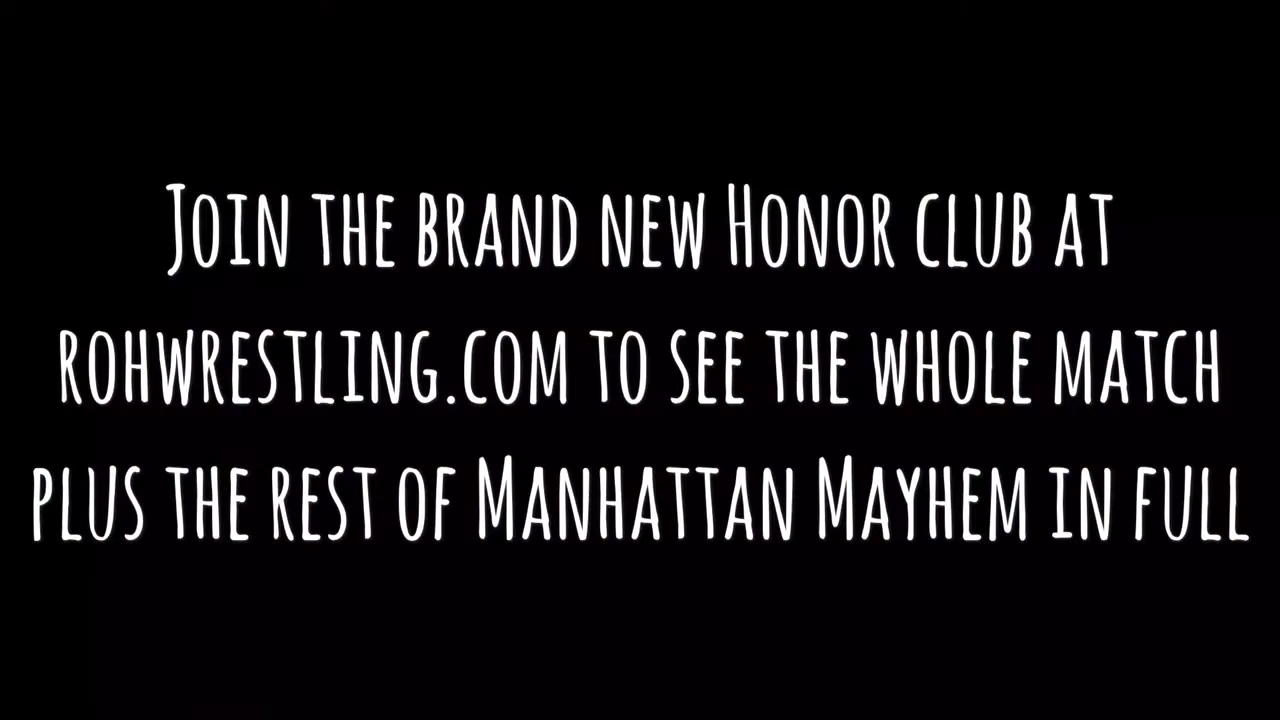 Join the brand new Honor club at
rohwrestling.com to see the whole match
plus the rest of Manhattan Mayhem in full